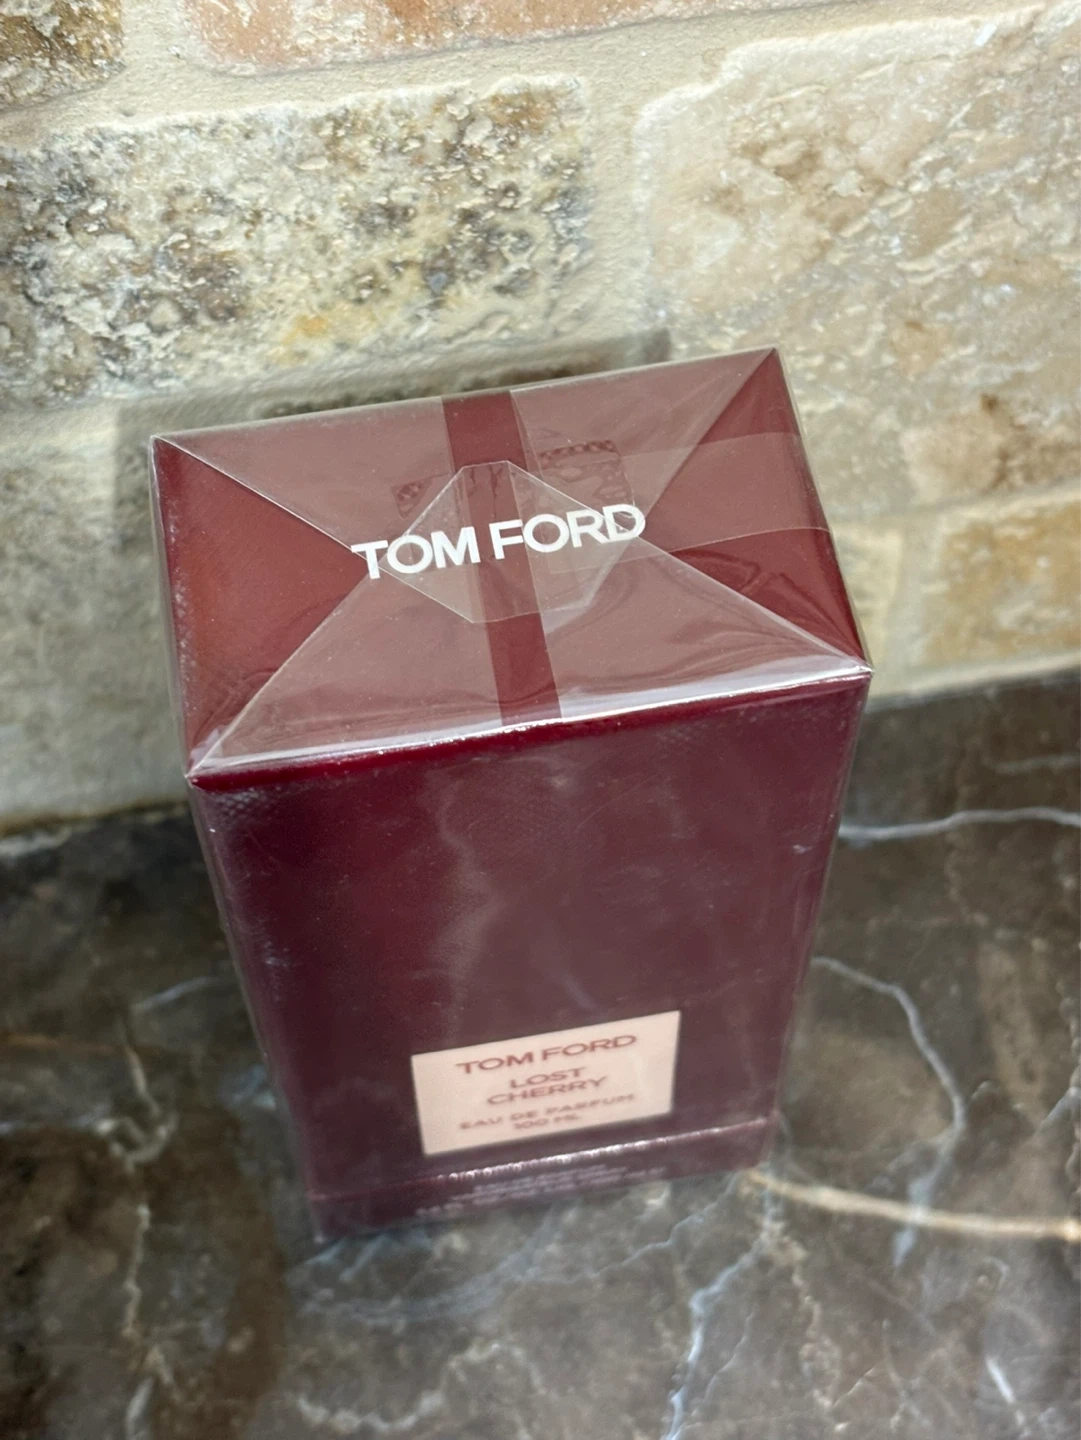 TOM FORD
TOM FORD
LOST
CHERRY
EAU DE PARFUM
100 ML